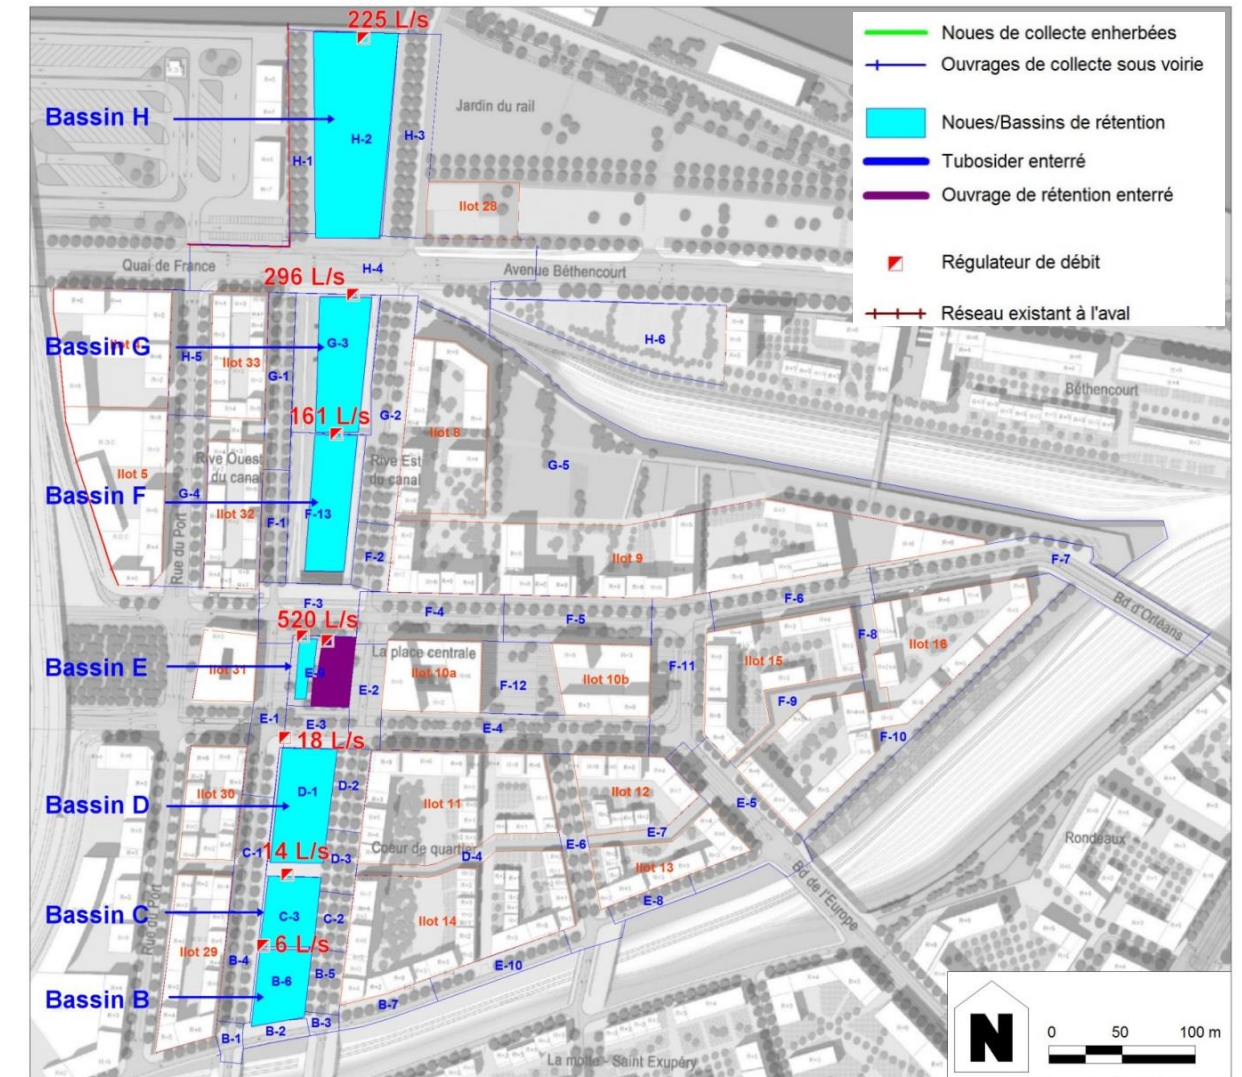 225 L/s
Noues de collecte enherbées
Ouvrages de collecte sous voirie
Noues/Bassins de rétention
Tubosider enterré
Ouvrage de rétention enterré
Régulateur de débit
Réseau existant à l'aval
Jardin du rail
Bassin H
H-2
H-3
H-1
Ilot 28
Quai de France
H-4
Avenue Béthencourt
296 L/s
Bassin G
G-3
H-6
H-5
Ilot 33
G-1
Béthencourt
161 L/s
G-2
Ilot 8
Rive Ouest
du canal
Rive Est
du canal
G-5
Ilot 5
Bassin F
G-4
Ilot 32
F-1
F-13
Rue du Port
F-2
Ilot 9
F-7
F-3
F-4
F-5
F-6
Bd d'Orléans
520 L/s
F-8
Ilot 16
La place centrale
Bassin E
Ilot 31
E-2
Ilot 10a
F-12
Ilot 10b
F-11
Ilot 15
F-9
E-1
E-3
E-4
F-10
18 L/s
Bassin D
Ilot 30
D-1
D-2
Ilot 11
Ilot 12
E-5
C-1
14 L/s
D-3
Coeur de quartier
D-4
E-6
E-7
Rondeaux
Ilot 13
Bd de l'Europe
Bassin C
Rue du Port
C-3
C-2
Ilot 14
E-8
Ilot 29
B-4
6 L/s
B-5
E-10
Bassin B
B-6
B-7
B-1
B-2
B-3
La motte - Saint Exupéry
N
0 50 100 m